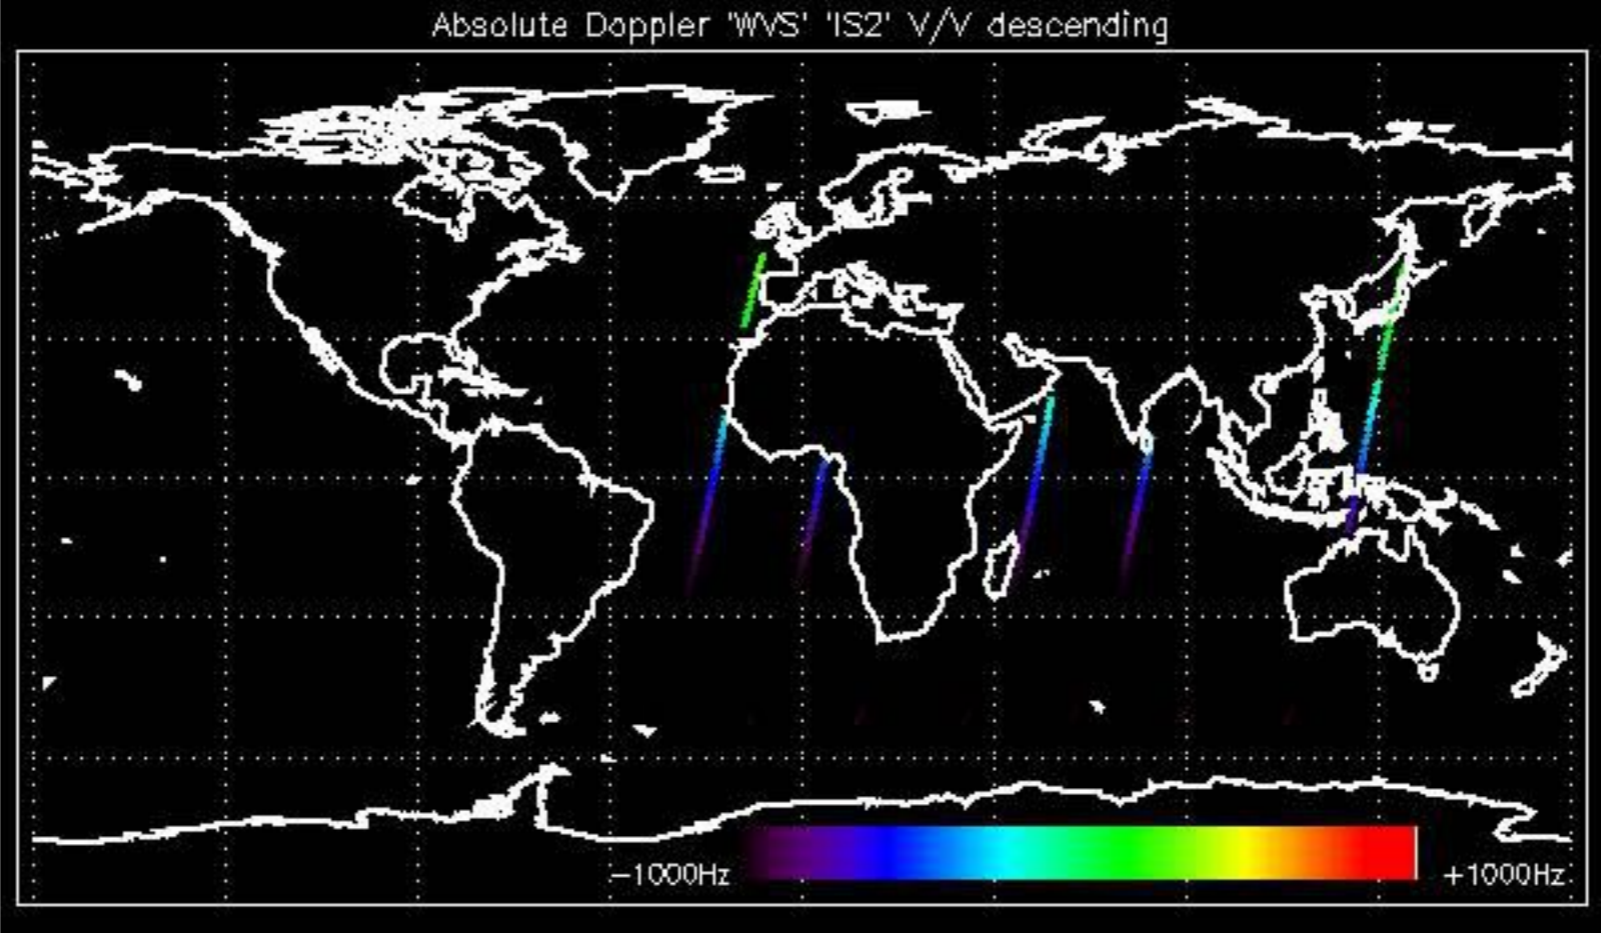 Absolute Doppler 'WVS' 'IS2' V/V descending
−1000Hz +1000Hz